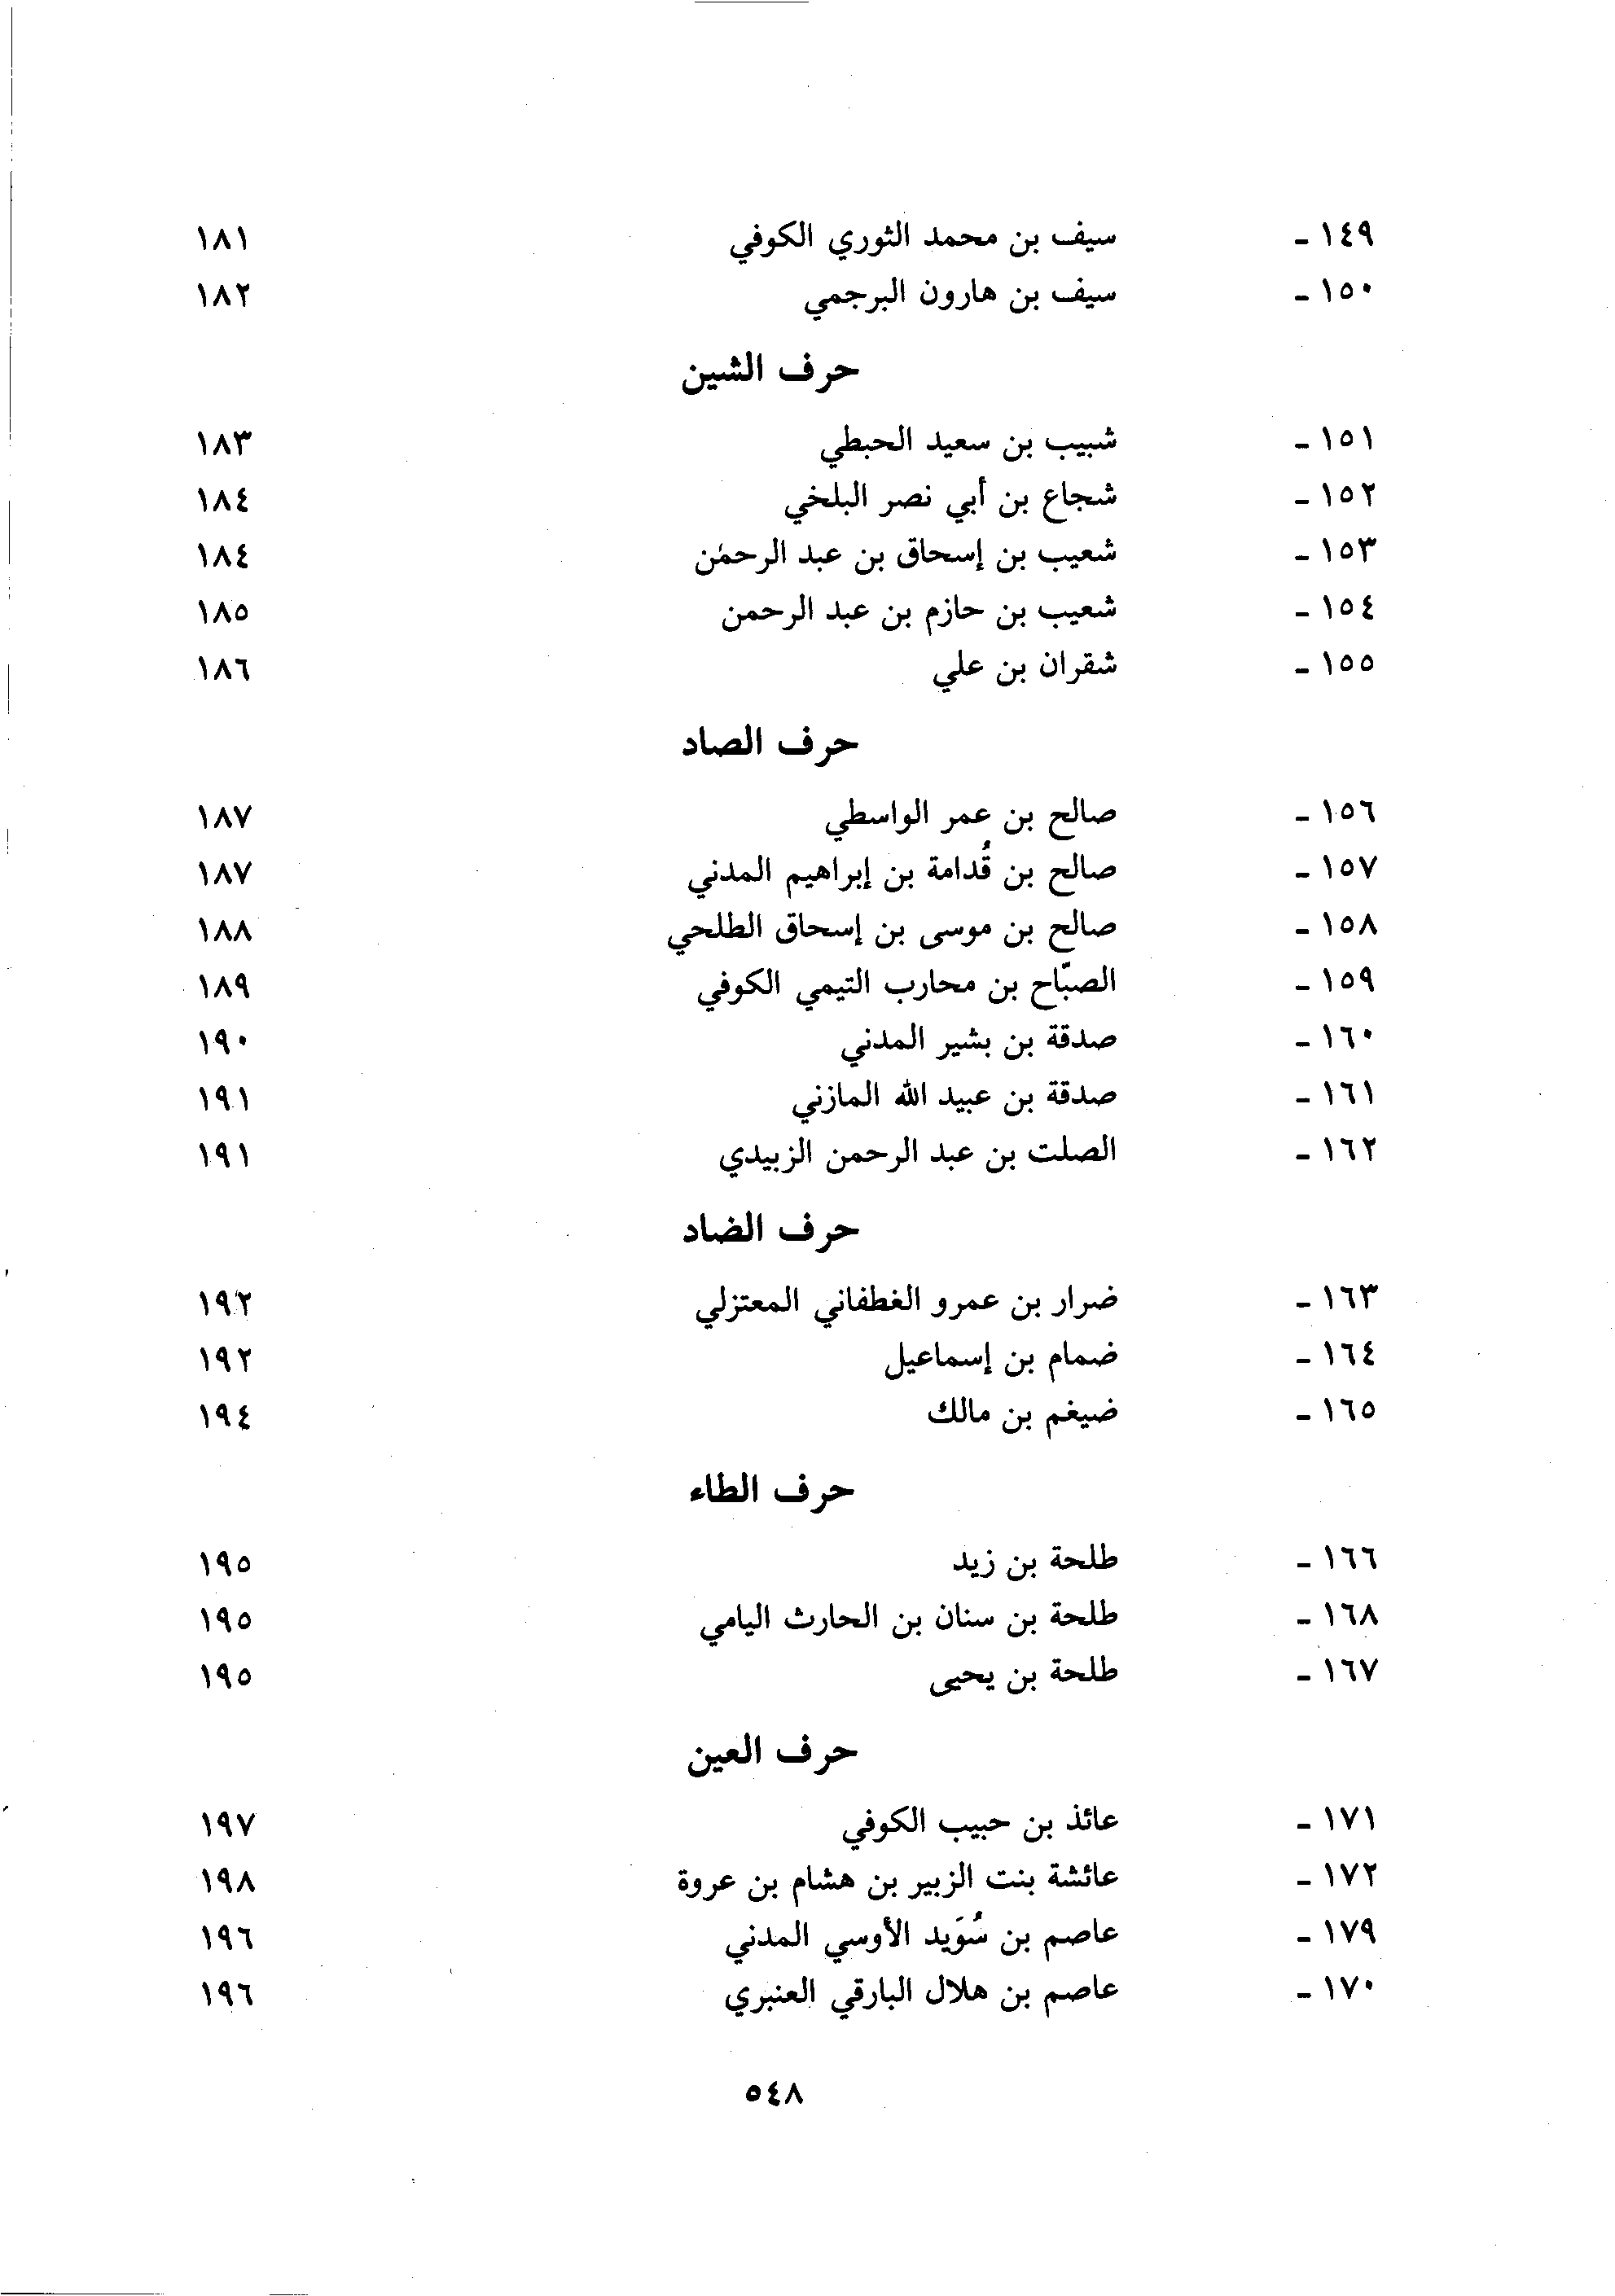 ١٤٩ - سيف بن محمد الثوري الكوفي ١٨١
١٥٠ - سيف بن هارون البرجمي ١٨٢
حرف الشين
١٥١ - شبيب بن سعيد الحبطي ١٨٣
١٥٢ - شجاع بن أبي نصر البلخي ١٨٤
١٥٣ - شعيب بن إسحاق بن عبد الرحمٰن ١٨٤
١٥٤ - شعيب بن حازم بن عبد الرحمن ١٨٥
١٥٥ - شقران بن علي ١٨٦
حرف الصاد
١٥٦ - صالح بن عمر الواسطي ١٨٧
١٥٧ - صالح بن قُدامة بن إبراهيم المدني ١٨٧
١٥٨ - صالح بن موسى بن إسحاق الطلحي ١٨٨
١٥٩ - الصبّاح بن محارب التيمي الكوفي ١٨٩
١٦٠ - صدقة بن بشير المدني ١٩٠
١٦١ - صدقة بن عبيد الله المازني ١٩١
١٦٢ - الصلت بن عبد الرحمن الزبيدي ١٩١
حرف الضاد
١٦٣ - ضرار بن عمرو الغطفاني المعتزلي ١٩٢
١٦٤ - ضمام بن إسماعيل ١٩٢
١٦٥ - ضيغم بن مالك ١٩٤
حرف الطاء
١٦٦ - طلحة بن زيد ١٩٥
١٦٨ - طلحة بن سنان بن الحارث اليامي ١٩٥
١٦٧ - طلحة بن يحيى ١٩٥
حرف العين
١٧١ - عائذ بن حبيب الكوفي ١٩٧
١٧٢ - عائشة بنت الزبير بن هشام بن عروة ١٩٨
١٧٩ - عاصم بن سُوَيد الأوسي المدني ١٩٦
١٧٠ - عاصم بن هلال البارقي العنبري ١٩٦
٥٤٨